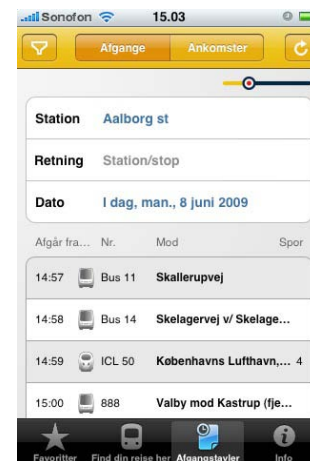 Sonofon 15.03
Afgange Ankomster
Station Aalborg st
Retning Station/stop
Dato I dag, man., 8 juni 2009
Afgår fra... Nr. Mod Spor
14:57 Bus 11 Skallerupvej
14:58 Bus 14 Skelagervej v/ Skelage...
14:59 ICL 50 Københavns Lufthavn,... 4
15:00 888 Valby mod Kastrup (fje...
Favoritter Find din rejse her Afgangstavler Info